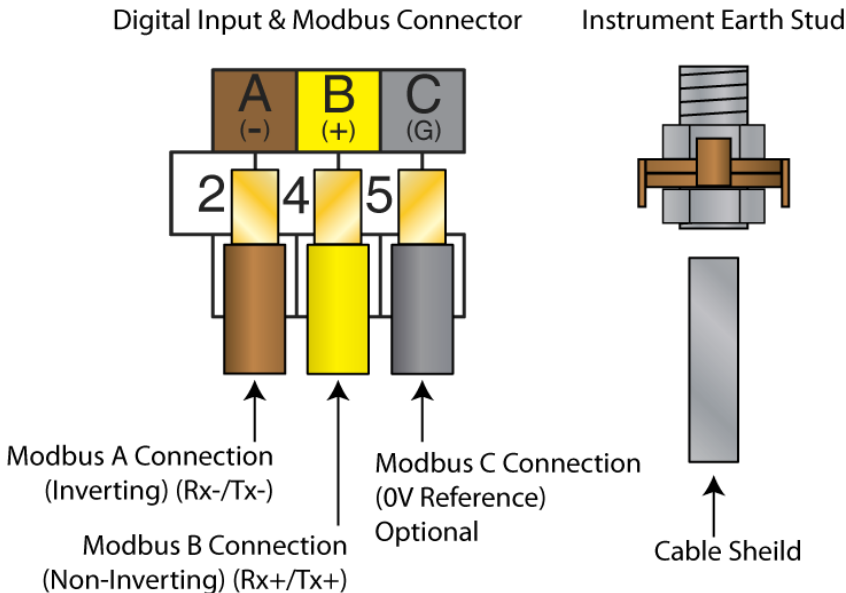 Digital Input & Modbus Connector
Instrument Earth Stud
A B C
(-) (+) (G)
2 4 5
Modbus A Connection
(Inverting) (Rx-/Tx-)
Modbus B Connection
(Non-Inverting) (Rx+/Tx+)
Modbus C Connection
(0V Reference)
Optional
Cable Sheild